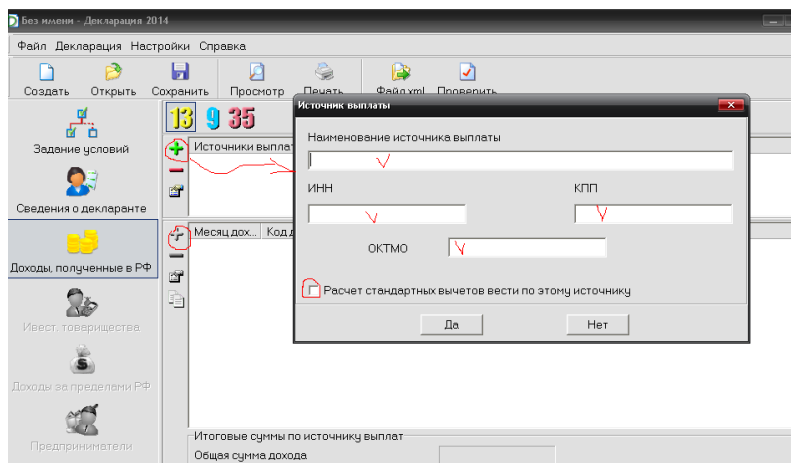 Без имени - Декларация 2014
Файл Декларация Настройки Справка
Создать Открыть Сохранить Просмотр Печать Файл xml Проверить
13 9 35
Задание условий
Сведения о декларанте
Доходы, полученные в РФ
Инвест. товарищества
Доходы за пределами РФ
Предприниматели
Источники выплат
Месяц дох... Код д
Источник выплаты
Наименование источника выплаты
ИНН КПП
ОКТМО
Расчет стандартных вычетов вести по этому источнику
Да Нет
Итоговые суммы по источнику выплат
Общая сумма дохода